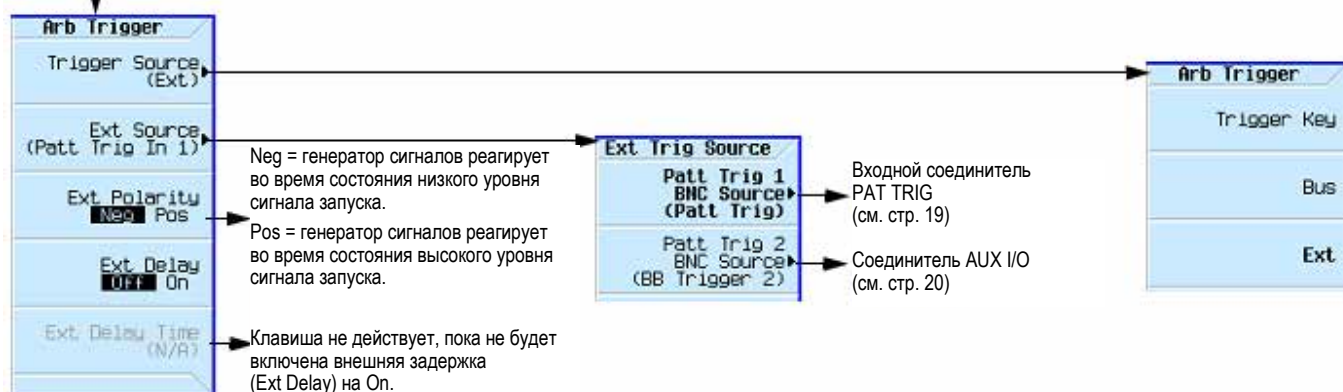 Arb Trigger
Trigger Source
(Ext)
Ext Source
(Patt Trig In 1)
Ext Polarity
Neg Pos
Ext Delay
Off On
Ext Delay Time
(N/A)
Neg = генератор сигналов реагирует
во время состояния низкого уровня
сигнала запуска.
Pos = генератор сигналов реагирует
во время состояния высокого уровня
сигнала запуска.
Клавиша не действует, пока не будет
включена внешняя задержка
(Ext Delay) на On.
Ext Trig Source
Patt Trig 1
BNC Source
(Patt Trig)
Patt Trig 2
BNC Source
(BB Trigger 2)
Входной соединитель
PAT TRIG
(см. стр. 19)
Соединитель AUX I/O
(см. стр. 20)
Arb Trigger
Trigger Key
Bus
Ext